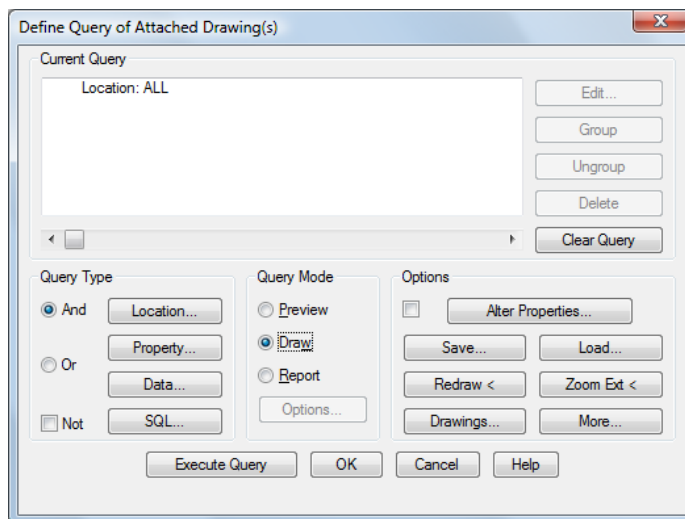 Define Query of Attached Drawing(s)
Current Query
Location: ALL
Edit...
Group
Ungroup
Delete
Clear Query
Query Type
And
Or
Not
Location...
Property...
Data...
SQL...
Query Mode
Preview
Draw
Report
Options...
Options
Alter Properties...
Save...
Load...
Redraw <
Zoom Ext <
Drawings...
More...
Execute Query
OK
Cancel
Help